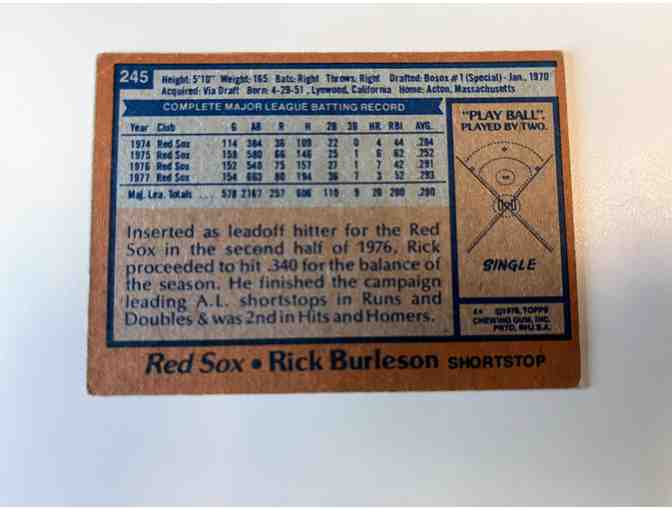 245
Height: 5'10" Weight: 165 Bats: Right Throws: Right Drafted: Bosox #1 (Special) - Jan., 1970
Acquired: Via Draft Born: 4-29-51, Lynwood, California Home: Acton, Massachusetts
COMPLETE MAJOR LEAGUE BATTING RECORD
Year Club G AB R H 2B 3B HR RBI AVG.
1974 Red Sox 114 384 36 109 22 0 4 44 .284
1975 Red Sox 158 580 66 146 25 1 6 62 .252
1976 Red Sox 152 540 75 157 27 1 7 42 .291
1977 Red Sox 154 663 80 194 36 7 3 52 .293
Maj. Lea. Totals .... 578 2167 257 606 110 9 20 200 .280
Inserted as leadoff hitter for the Red
Sox in the second half of 1976, Rick
proceeded to hit .340 for the balance of
the season. He finished the campaign
leading A.L. shortstops in Runs and
Doubles & was 2nd in Hits and Homers.
"PLAY BALL".
PLAYED BY TWO.
SINGLE
©1978, TOPPS
CHEWING GUM, INC.
PRTD. IN U.S.A.
Red Sox • Rick Burleson SHORTSTOP